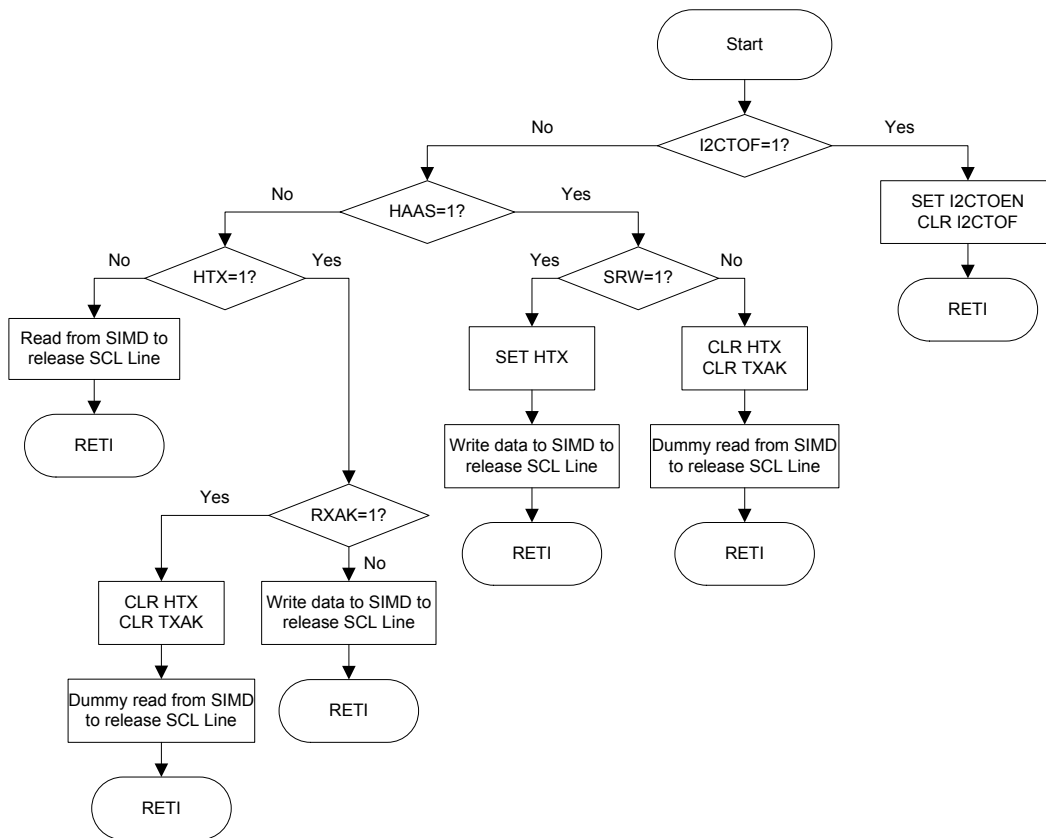 Start
No
I2CTOF=1?
Yes
No
HAAS=1?
Yes
SET I2CTOEN
CLR I2CTOF
No
HTX=1?
Yes
Yes
SRW=1?
No
RETI
Read from SIMD to
release SCL Line
SET HTX
CLR HTX
CLR TXAK
RETI
Write data to SIMD to
release SCL Line
Dummy read from SIMD
to release SCL Line
Yes
RXAK=1?
RETI
RETI
No
CLR HTX
CLR TXAK
Write data to SIMD to
release SCL Line
Dummy read from SIMD
to release SCL Line
RETI
RETI